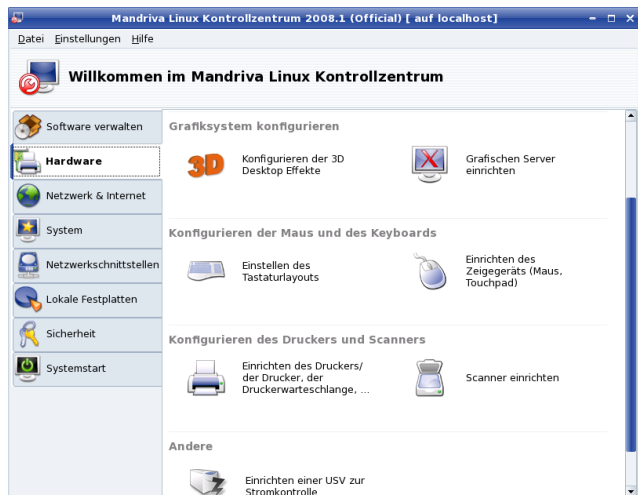 Mandriva Linux Kontrollzentrum 2008.1 (Official) [ auf localhost]
Datei Einstellungen Hilfe
Willkommen im Mandriva Linux Kontrollzentrum
Software verwalten
Hardware
Netzwerk & Internet
System
Netzwerkschnittstellen
Lokale Festplatten
Sicherheit
Systemstart
Grafiksystem konfigurieren
3D
Konfigurieren der 3D
Desktop Effekte
Grafischen Server
einrichten
Konfigurieren der Maus und des Keyboards
Einstellen des
Tastaturlayouts
Einrichten des
Zeigegeräts (Maus,
Touchpad)
Konfigurieren des Druckers und Scanners
Einrichten des Druckers/
der Drucker, der
Druckerwarteschlange, ...
Scanner einrichten
Andere
Einrichten einer USV zur
Stromkontrolle